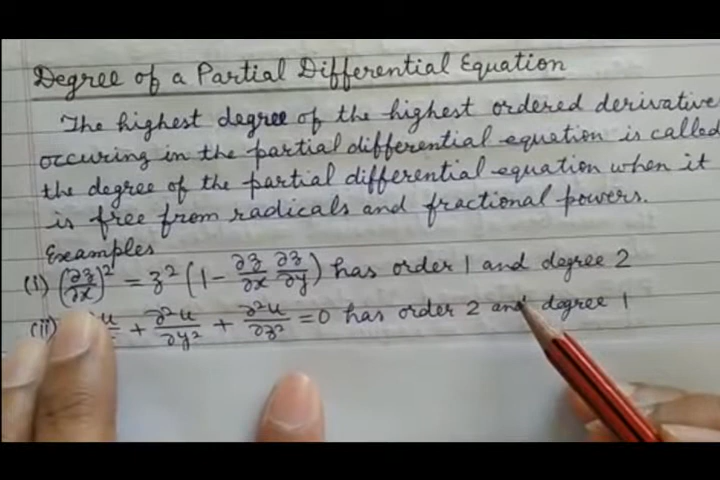 Degree of a Partial Differential Equation
The highest degree of the highest ordered derivative
occuring in the partial differential equation is called
the degree of the partial differential equation when it
is free from radicals and fractional powers.
Examples
(i) (∂z/∂x)² = z² (1 - ∂z/∂x ∂z/∂y) has order 1 and degree 2
(ii) + ∂²u/∂y² + ∂²u/∂z² = 0 has order 2 and degree 1